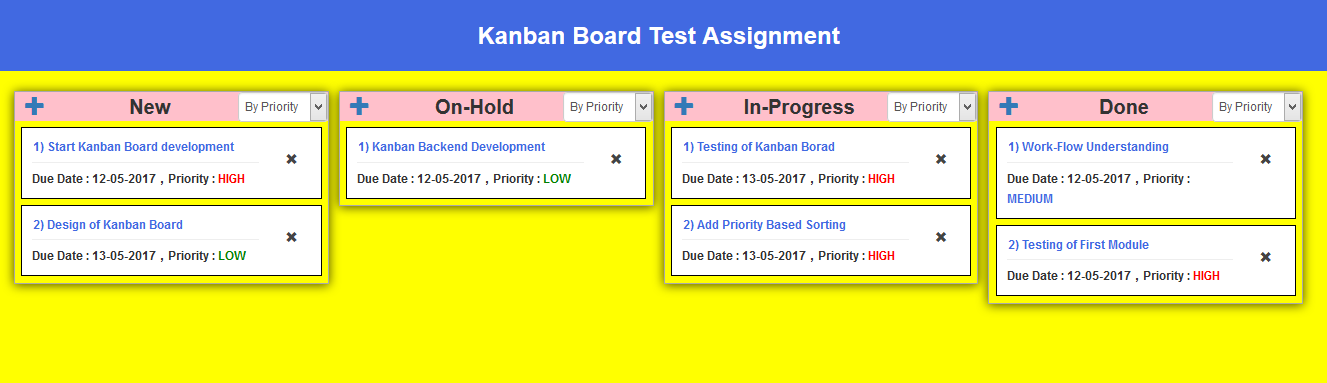 Kanban Board Test Assignment
New
By Priority
1) Start Kanban Board development
Due Date : 12-05-2017 , Priority : HIGH
2) Design of Kanban Board
Due Date : 13-05-2017 , Priority : LOW
On-Hold
By Priority
1) Kanban Backend Development
Due Date : 12-05-2017 , Priority : LOW
In-Progress
By Priority
1) Testing of Kanban Borad
Due Date : 13-05-2017 , Priority : HIGH
2) Add Priority Based Sorting
Due Date : 13-05-2017 , Priority : HIGH
Done
By Priority
1) Work-Flow Understanding
Due Date : 12-05-2017 , Priority :
MEDIUM
2) Testing of First Module
Due Date : 12-05-2017 , Priority : HIGH